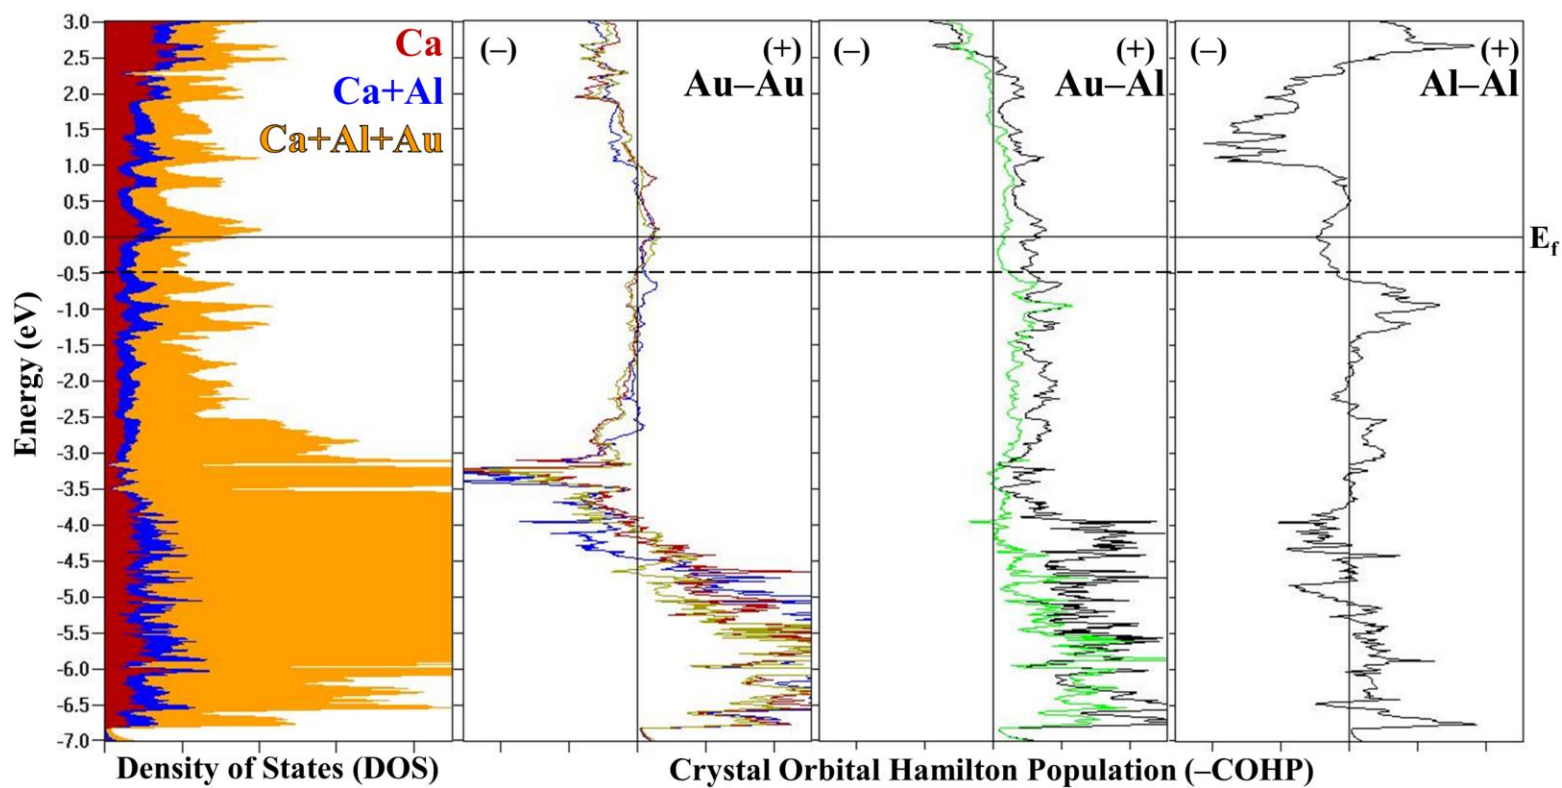 3.0
2.5
2.0
1.5
1.0
0.5
0.0
-0.5
-1.0
-1.5
-2.0
-2.5
-3.0
-3.5
-4.0
-4.5
-5.0
-5.5
-6.0
-6.5
-7.0
Energy (eV)
Ca
Ca+Al
Ca+Al+Au
(–) (+)
Au–Au
(–) (+)
Au–Al
(–) (+)
Al–Al
Ef
Density of States (DOS)
Crystal Orbital Hamilton Population (–COHP)